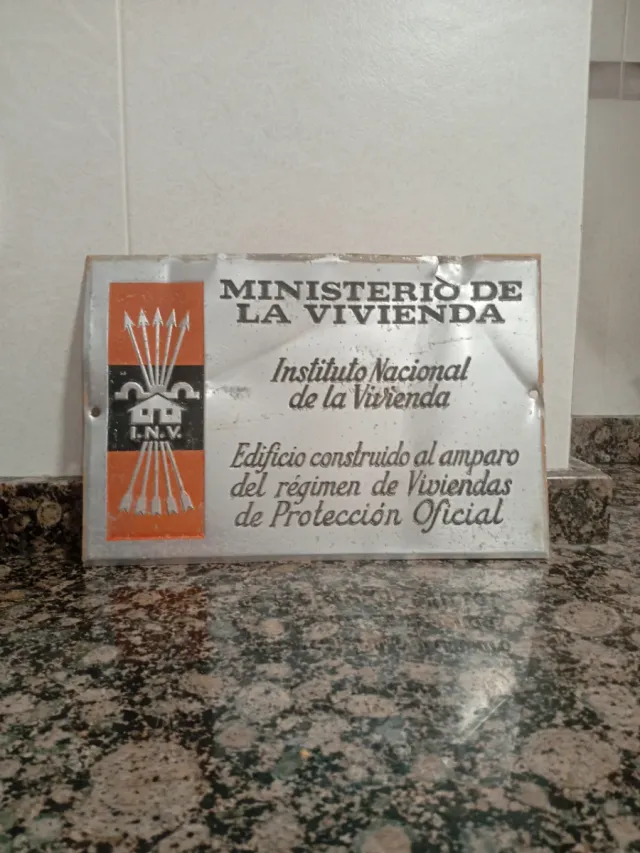 MINISTERIO DE
LA VIVIENDA
Instituto Nacional
de la Vivienda
I.N.V.
Edificio construido al amparo
del régimen de Viviendas
de Protección Oficial